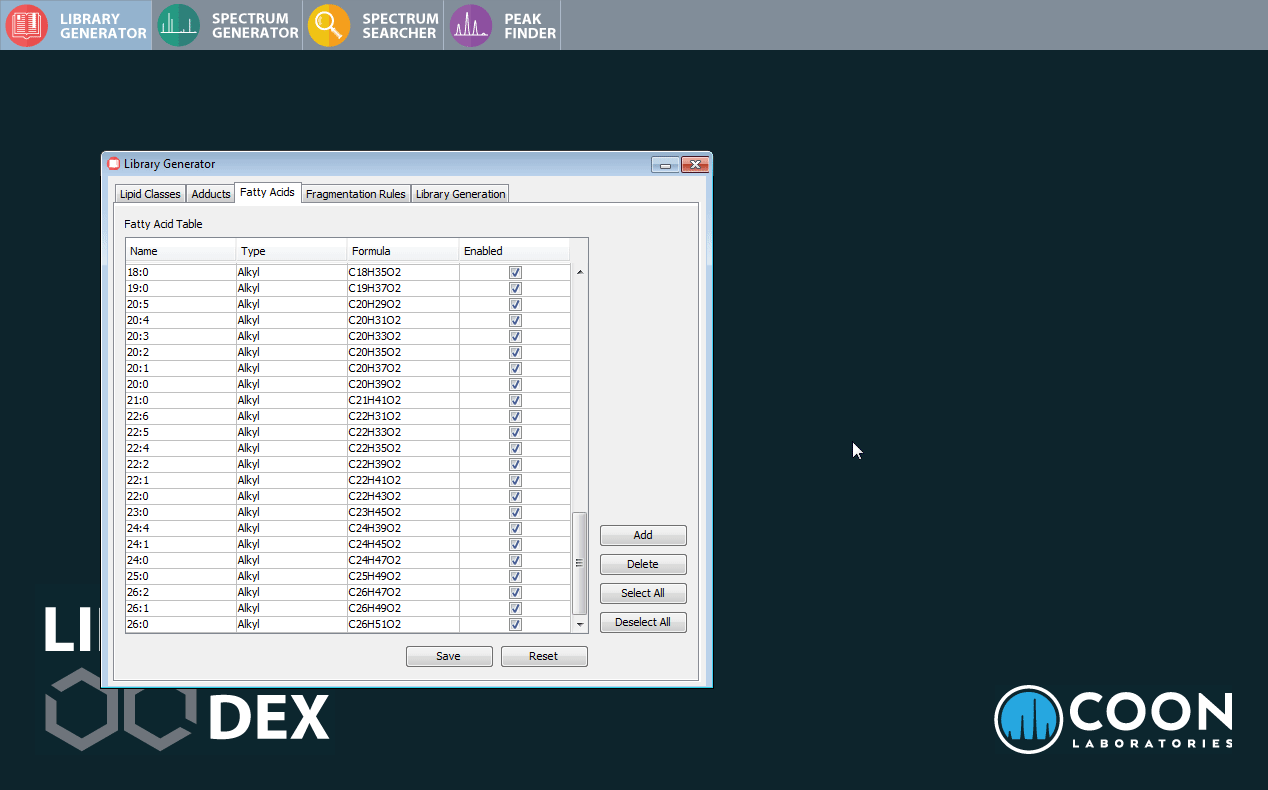 LIBRARY GENERATOR
SPECTRUM GENERATOR
SPECTRUM SEARCHER
PEAK FINDER
Library Generator
Lipid Classes Adducts Fatty Acids Fragmentation Rules Library Generation
Fatty Acid Table
Name Type Formula Enabled
18:0 Alkyl C18H35O2
19:0 Alkyl C19H37O2
20:5 Alkyl C20H29O2
20:4 Alkyl C20H31O2
20:3 Alkyl C20H33O2
20:2 Alkyl C20H35O2
20:1 Alkyl C20H37O2
20:0 Alkyl C20H39O2
21:0 Alkyl C21H41O2
22:6 Alkyl C22H31O2
22:5 Alkyl C22H33O2
22:4 Alkyl C22H35O2
22:2 Alkyl C22H39O2
22:1 Alkyl C22H41O2
22:0 Alkyl C22H43O2
23:0 Alkyl C23H45O2
24:4 Alkyl C24H39O2
24:1 Alkyl C24H45O2
24:0 Alkyl C24H47O2
25:0 Alkyl C25H49O2
26:2 Alkyl C26H47O2
26:1 Alkyl C26H49O2
26:0 Alkyl C26H51O2
Add
Delete
Select All
Deselect All
Save Reset
LI
DEX
COON
LABORATORIES